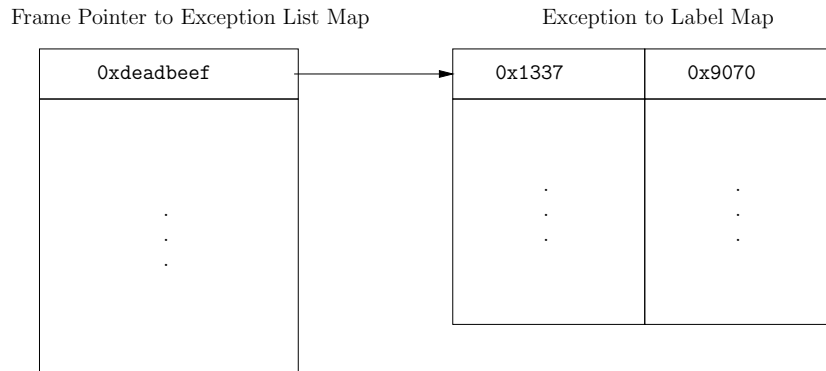 Frame Pointer to Exception List Map
Exception to Label Map
0xdeadbeef
0x1337
0x9070